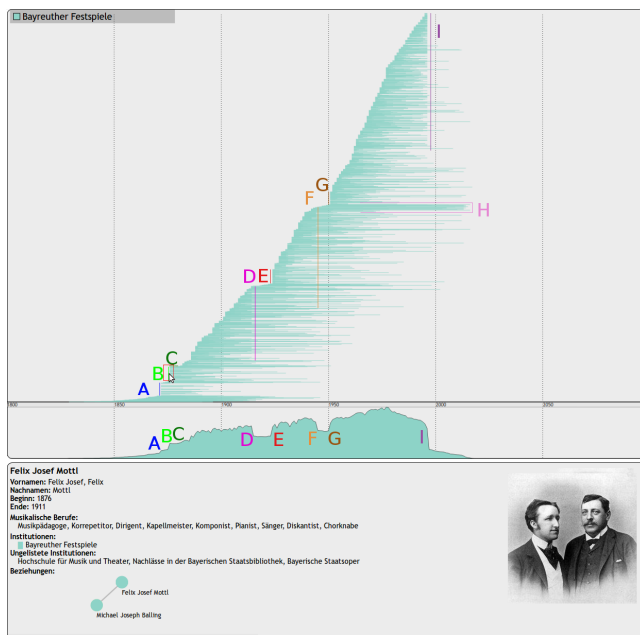 Bayreuther Festspiele
I
G
F
H
D E
C
B
A
1800 1850 1900 1950 2000 2050
A B C D E F G I
Felix Josef Mottl
Vornamen: Felix Josef, Felix
Nachnamen: Mottl
Beginn: 1876
Ende: 1911
Musikalische Berufe:
Musikpädagoge, Korrepetitor, Dirigent, Kapellmeister, Komponist, Pianist, Sänger, Diskantist, Chorknabe
Institutionen:
Bayreuther Festspiele
Ungelistete Institutionen:
Hochschule für Musik und Theater, Nachlässe in der Bayerischen Staatsbibliothek, Bayerische Staatsoper
Beziehungen:
Felix Josef Mottl
Michael Joseph Balling